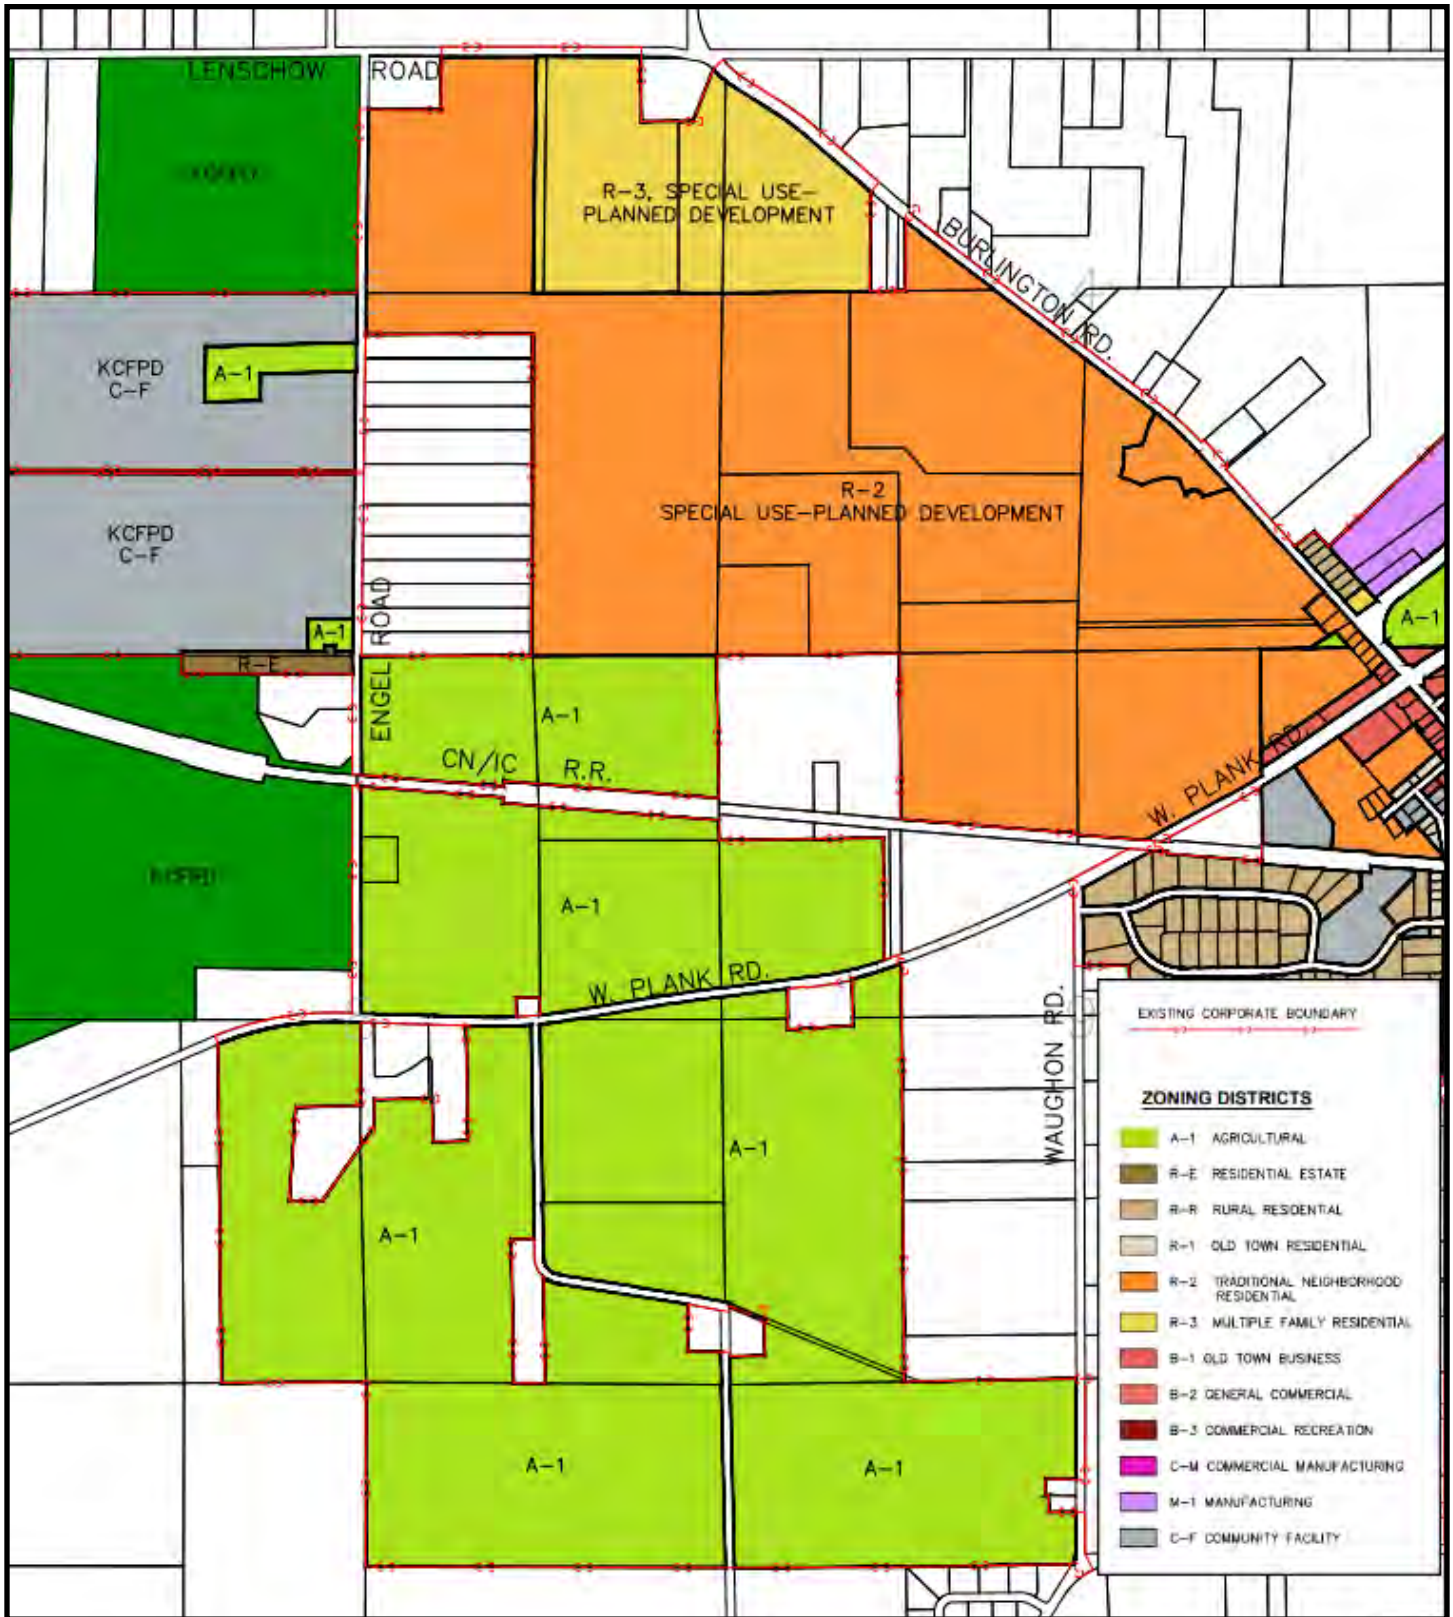 LENSCHOW ROAD
R-3, SPECIAL USE-
PLANNED DEVELOPMENT
BURLINGTON RD.
KCFPD
C-F
A-1
R-2
SPECIAL USE-PLANNED DEVELOPMENT
KCFPD
C-F
A-1
A-1
R-E
ENGEL ROAD
A-1
CN/IC R.R.
W. PLANK RD.
KCFPD
A-1
W. PLANK RD.
WAUGHON RD.
A-1
A-1
A-1
A-1
EXISTING CORPORATE BOUNDARY
ZONING DISTRICTS
A-1 AGRICULTURAL
R-E RESIDENTIAL ESTATE
R-R RURAL RESIDENTIAL
R-1 OLD TOWN RESIDENTIAL
R-2 TRADITIONAL NEIGHBORHOOD
RESIDENTIAL
R-3 MULTIPLE FAMILY RESIDENTIAL
B-1 OLD TOWN BUSINESS
B-2 GENERAL COMMERCIAL
B-3 COMMERCIAL RECREATION
C-M COMMERCIAL MANUFACTURING
M-1 MANUFACTURING
C-F COMMUNITY FACILITY